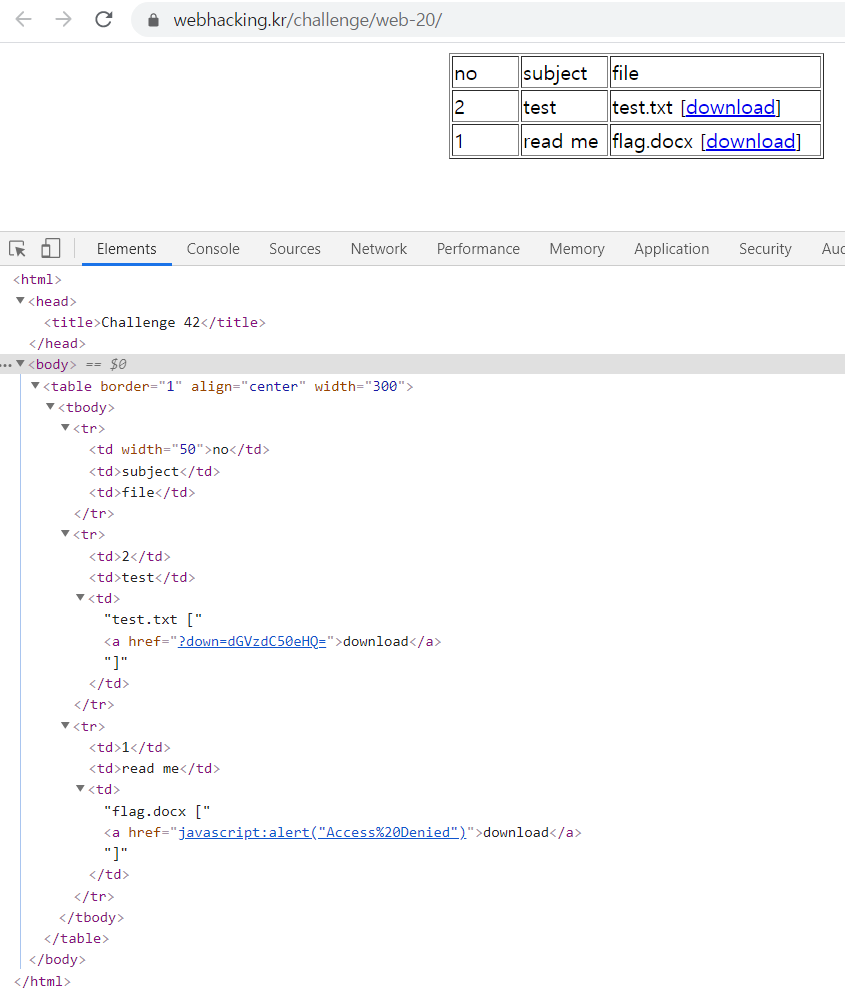 webhacking.kr/challenge/web-20/
no subject file
2 test test.txt [download]
1 read me flag.docx [download]
Elements Console Sources Network Performance Memory Application Security Auc
<html>
▼<head>
<title>Challenge 42</title>
</head>
…▼<body> == $0
▼<table border="1" align="center" width="300">
▼<tbody>
▼<tr>
<td width="50">no</td>
<td>subject</td>
<td>file</td>
</tr>
▼<tr>
<td>2</td>
<td>test</td>
▼<td>
"test.txt ["
<a href="?down=dGVzdC50eHQ=">download</a>
"]"
</td>
</tr>
▼<tr>
<td>1</td>
<td>read me</td>
▼<td>
"flag.docx ["
<a href="javascript:alert("Access%20Denied")">download</a>
"]"
</td>
</tr>
</tbody>
</table>
</body>
</html>